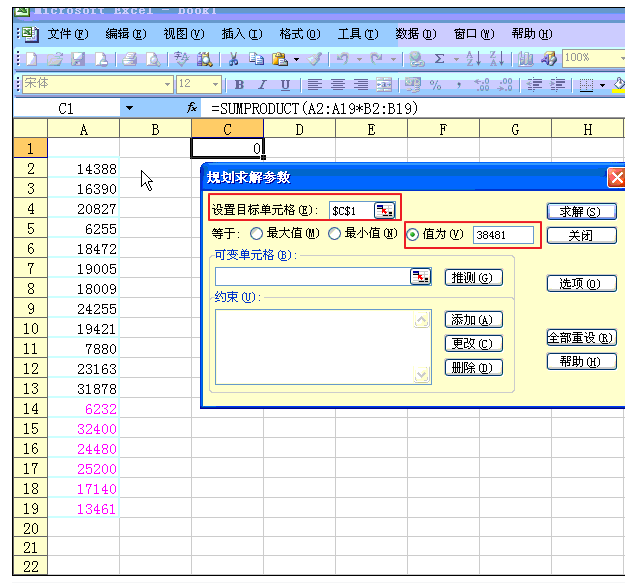 Microsoft Excel - Book1
文件(F) 编辑(E) 视图(V) 插入(I) 格式(O) 工具(T) 数据(D) 窗口(W) 帮助(H)
Σ 100%
宋体 12 B I U % ,
C1 fx =SUMPRODUCT(A2:A19*B2:B19)
A B C D E F G H
1 0
2 14388
3 16390
4 20827
5 6255
6 18472
7 19005
8 18009
9 24255
10 19421
11 7880
12 23163
13 31878
14 6232
15 32400
16 24480
17 25200
18 17140
19 13461
20
21
22
规划求解参数
设置目标单元格(E): $C$1 求解(S)
等于: 最大值(M) 最小值(N) 值为(V) 38481 关闭
可变单元格(B):
推测(G) 选项(O)
约束(U):
添加(A)
更改(C) 全部重设(R)
删除(D) 帮助(H)